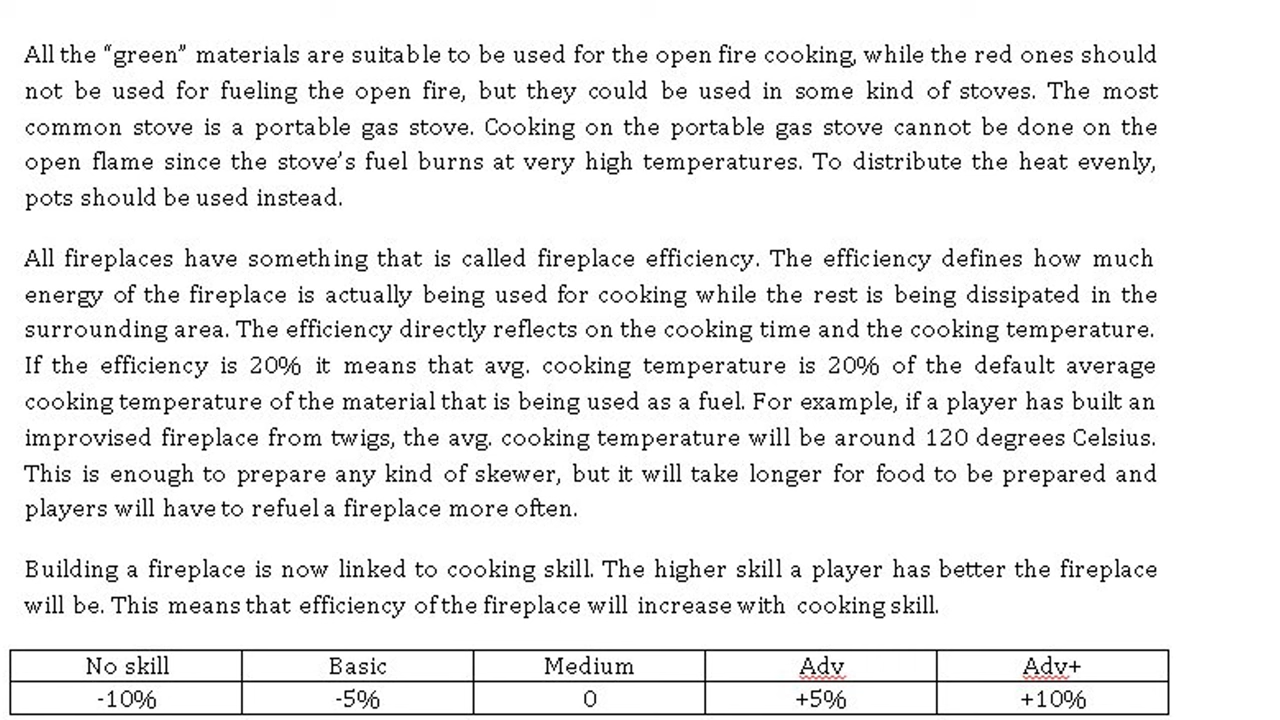 All the “green” materials are suitable to be used for the open fire cooking, while the red ones should
not be used for fueling the open fire, but they could be used in some kind of stoves. The most
common stove is a portable gas stove. Cooking on the portable gas stove cannot be done on the
open flame since the stove’s fuel burns at very high temperatures. To distribute the heat evenly,
pots should be used instead.
All fireplaces have something that is called fireplace efficiency. The efficiency defines how much
energy of the fireplace is actually being used for cooking while the rest is being dissipated in the
surrounding area. The efficiency directly reflects on the cooking time and the cooking temperature.
If the efficiency is 20% it means that avg. cooking temperature is 20% of the default average
cooking temperature of the material that is being used as a fuel. For example, if a player has built an
improvised fireplace from twigs, the avg. cooking temperature will be around 120 degrees Celsius.
This is enough to prepare any kind of skewer, but it will take longer for food to be prepared and
players will have to refuel a fireplace more often.
Building a fireplace is now linked to cooking skill. The higher skill a player has better the fireplace
will be. This means that efficiency of the fireplace will increase with cooking skill.
No skill Basic Medium Adv Adv+
-10% -5% 0 +5% +10%